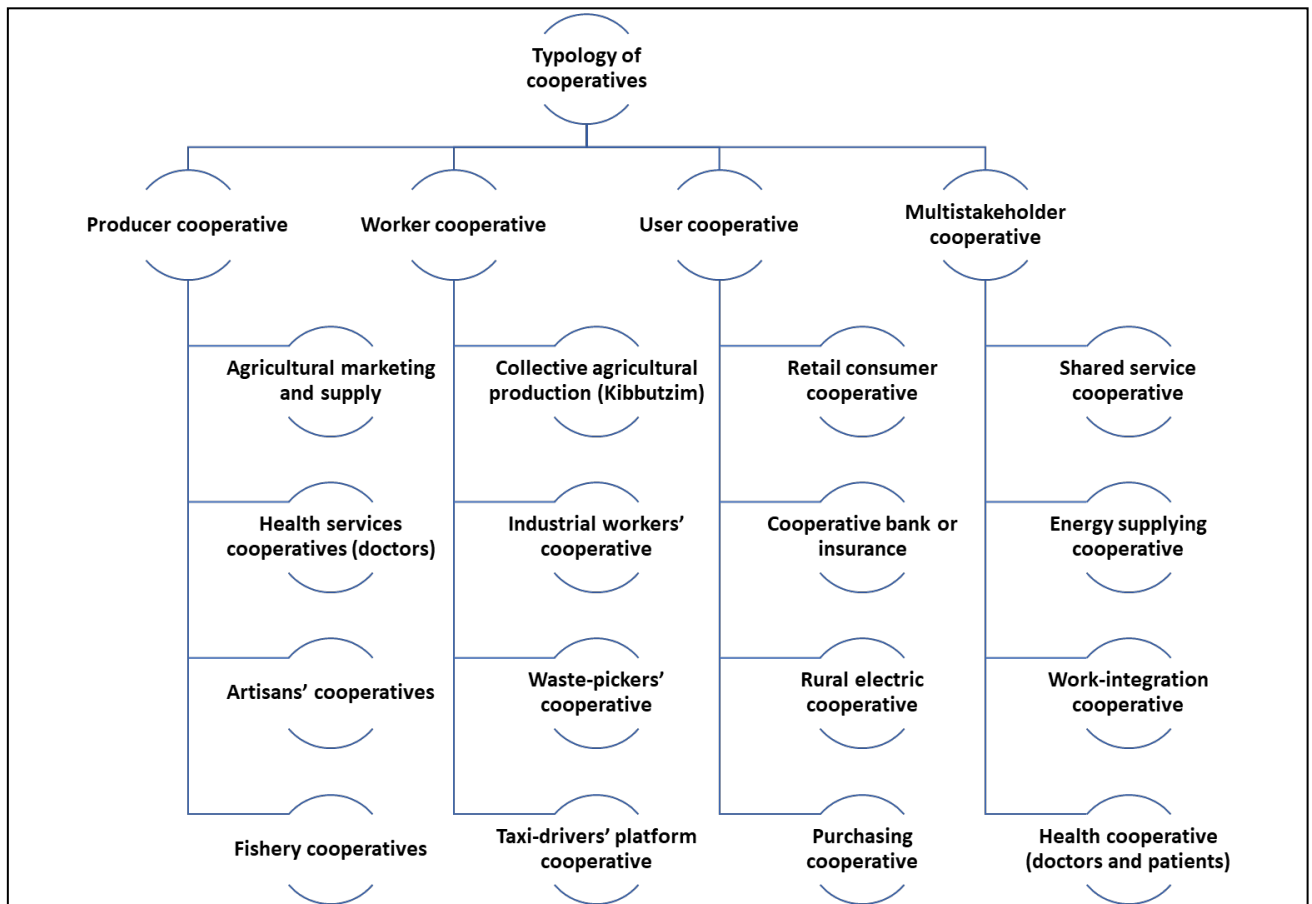 Typology of
cooperatives
Producer cooperative
Worker cooperative
User cooperative
Multistakeholder
cooperative
Agricultural marketing
and supply
Collective agricultural
production (Kibbutzim)
Retail consumer
cooperative
Shared service
cooperative
Health services
cooperatives (doctors)
Industrial workers’
cooperative
Cooperative bank or
insurance
Energy supplying
cooperative
Artisans’ cooperatives
Waste-pickers’
cooperative
Rural electric
cooperative
Work-integration
cooperative
Fishery cooperatives
Taxi-drivers’ platform
cooperative
Purchasing
cooperative
Health cooperative
(doctors and patients)